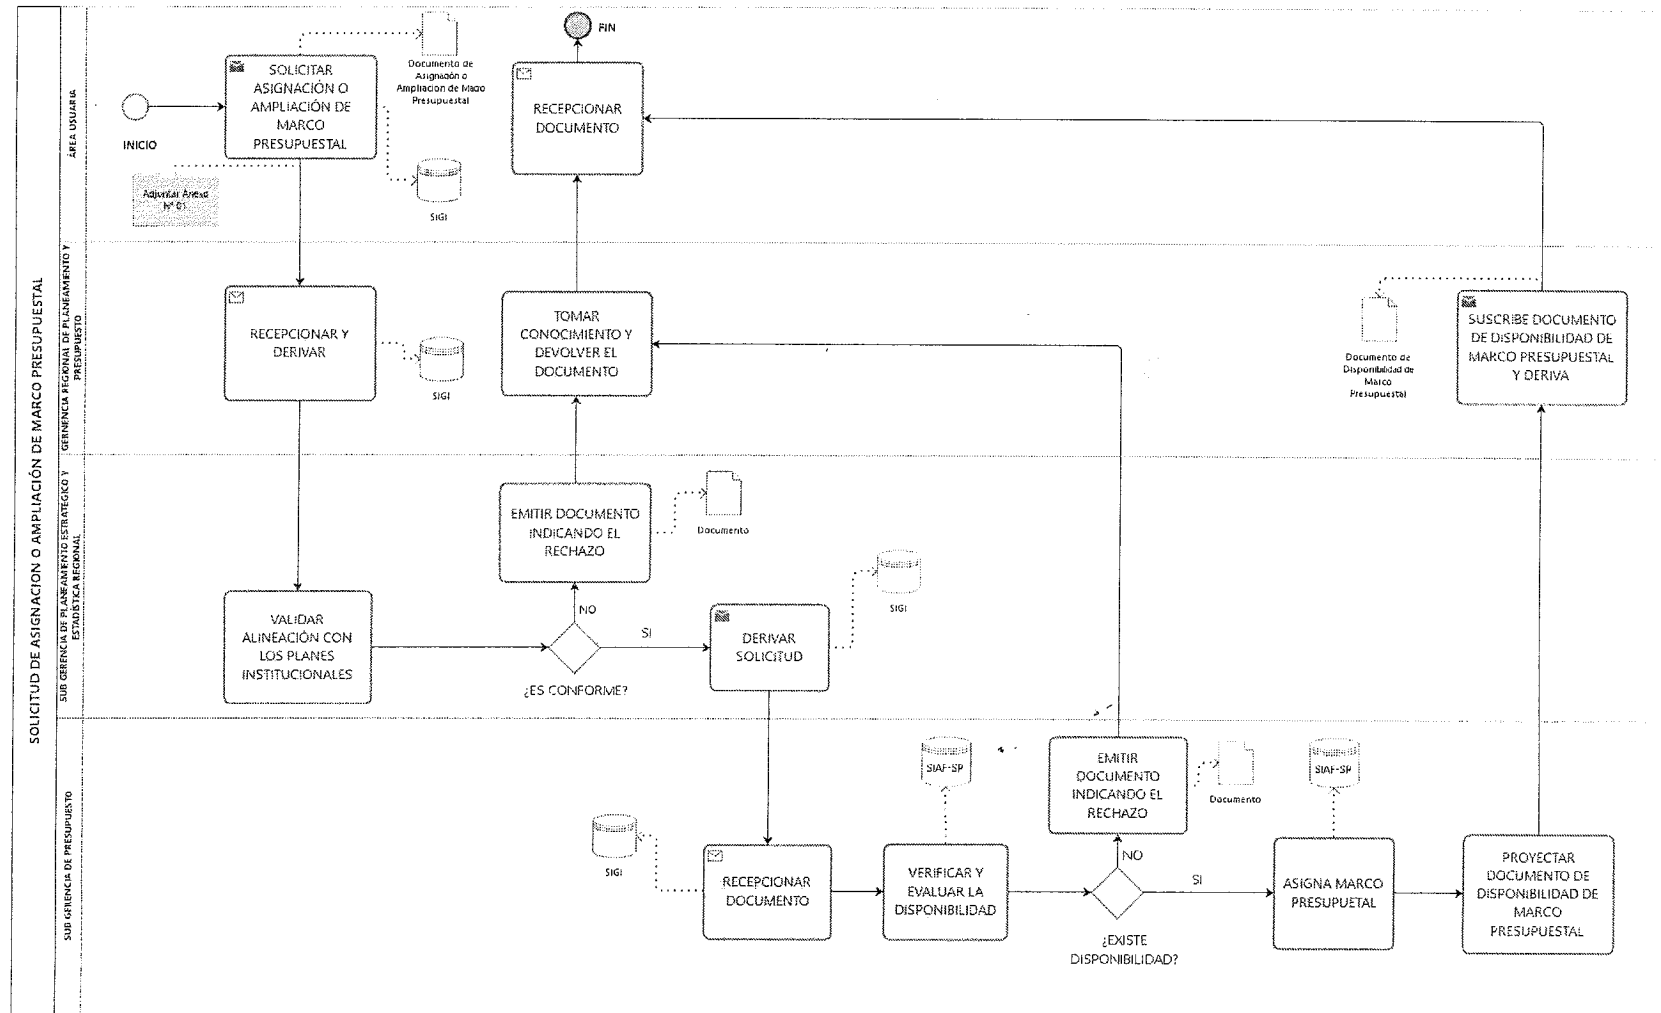 SOLICITUD DE ASIGNACION O AMPLIACIÓN DE MARCO PRESUPUESTAL
ÁREA USUARIA
INICIO
SOLICITAR
ASIGNACIÓN O
AMPLIACIÓN DE
MARCO
PRESUPUESTAL
Documento de
Asignación o
Ampliacion de Marco
Presupuestal
Adjuntar Anexo
N° 01
SIGI
FIN
RECEPCIONAR
DOCUMENTO
GERNECIA REGIONAL DE PLANEAMIENTO Y
PRESUPUESTO
RECEPCIONAR Y
DERIVAR
SIGI
TOMAR
CONOCIMIENTO Y
DEVOLVER EL
DOCUMENTO
Documento de
Disponibilidad de
Marco
Presupuestal
SUSCRIBE DOCUMENTO
DE DISPONIBILIDAD DE
MARCO PRESUPUESTAL
Y DERIVA
SUB GERENCIA DE PLANEAMIENTO ESTRATEGICO Y
ESTADÍSTICA REGIONAL
VALIDAR
ALINEACIÓN CON
LOS PLANES
INSTITUCIONALES
EMITIR DOCUMENTO
INDICANDO EL
RECHAZO
Documento
NO
SI
¿ES CONFORME?
DERIVAR
SOLICITUD
SIGI
SUB GERENCIA DE PRESUPUESTO
SIGI
RECEPCIONAR
DOCUMENTO
SIAF-SP
VERIFICAR Y
EVALUAR LA
DISPONIBILIDAD
EMITIR
DOCUMENTO
INDICANDO EL
RECHAZO
Documento
NO
SI
¿EXISTE
DISPONIBILIDAD?
SIAF-SP
ASIGNA MARCO
PRESUPUETAL
PROYECTAR
DOCUMENTO DE
DISPONIBILIDAD DE
MARCO
PRESUPUESTAL